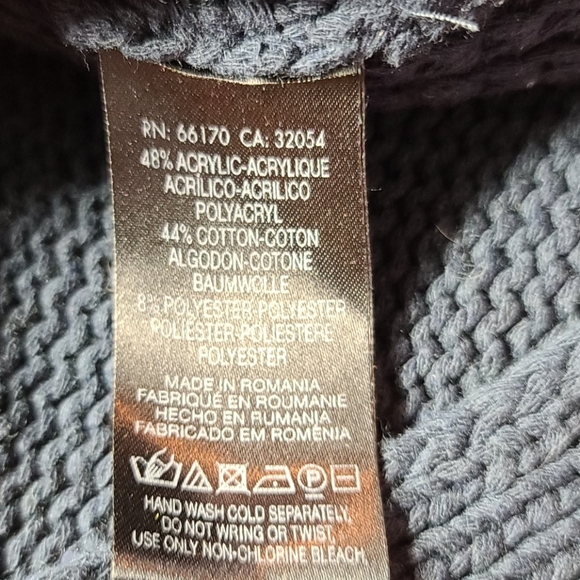 RN: 66170 CA: 32054
48% ACRYLIC-ACRYLIQUE
ACRILICO-ACRILICO
POLYACRYL
44% COTTON-COTON
ALGODON-COTONE
BAUMWOLLE
8% POLYESTER-POLYESTER
POLIESTER-POLIESTERE
POLYESTER
MADE IN ROMANIA
FABRIQUÉ EN ROUMANIE
HECHO EN RUMANIA
FABRICADO EM ROMÊNIA
P
HAND WASH COLD SEPARATELY.
DO NOT WRING OR TWIST.
USE ONLY NON-CHLORINE BLEACH